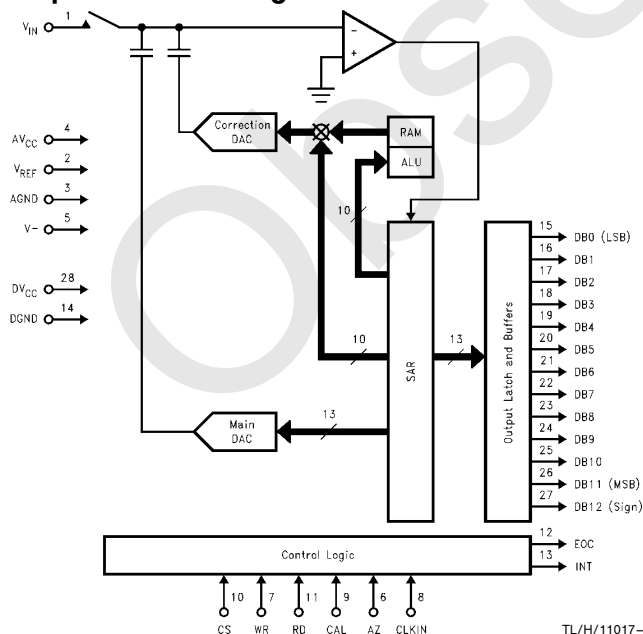 1
V_IN
-
+
Correction
DAC
RAM
ALU
4
AV_CC
2
V_REF
3
AGND
5
V-
28
DV_CC
14
DGND
10
10
13
13
SAR
Output Latch and Buffers
Main
DAC
15
DB0 (LSB)
16
DB1
17
DB2
18
DB3
19
DB4
20
DB5
21
DB6
22
DB7
23
DB8
24
DB9
25
DB10
26
DB11 (MSB)
27
DB12 (Sign)
Control Logic
12
EOC
13
INT
10
7
11
9
6
8
CS WR RD CAL AZ CLKIN
TL/H/11017–